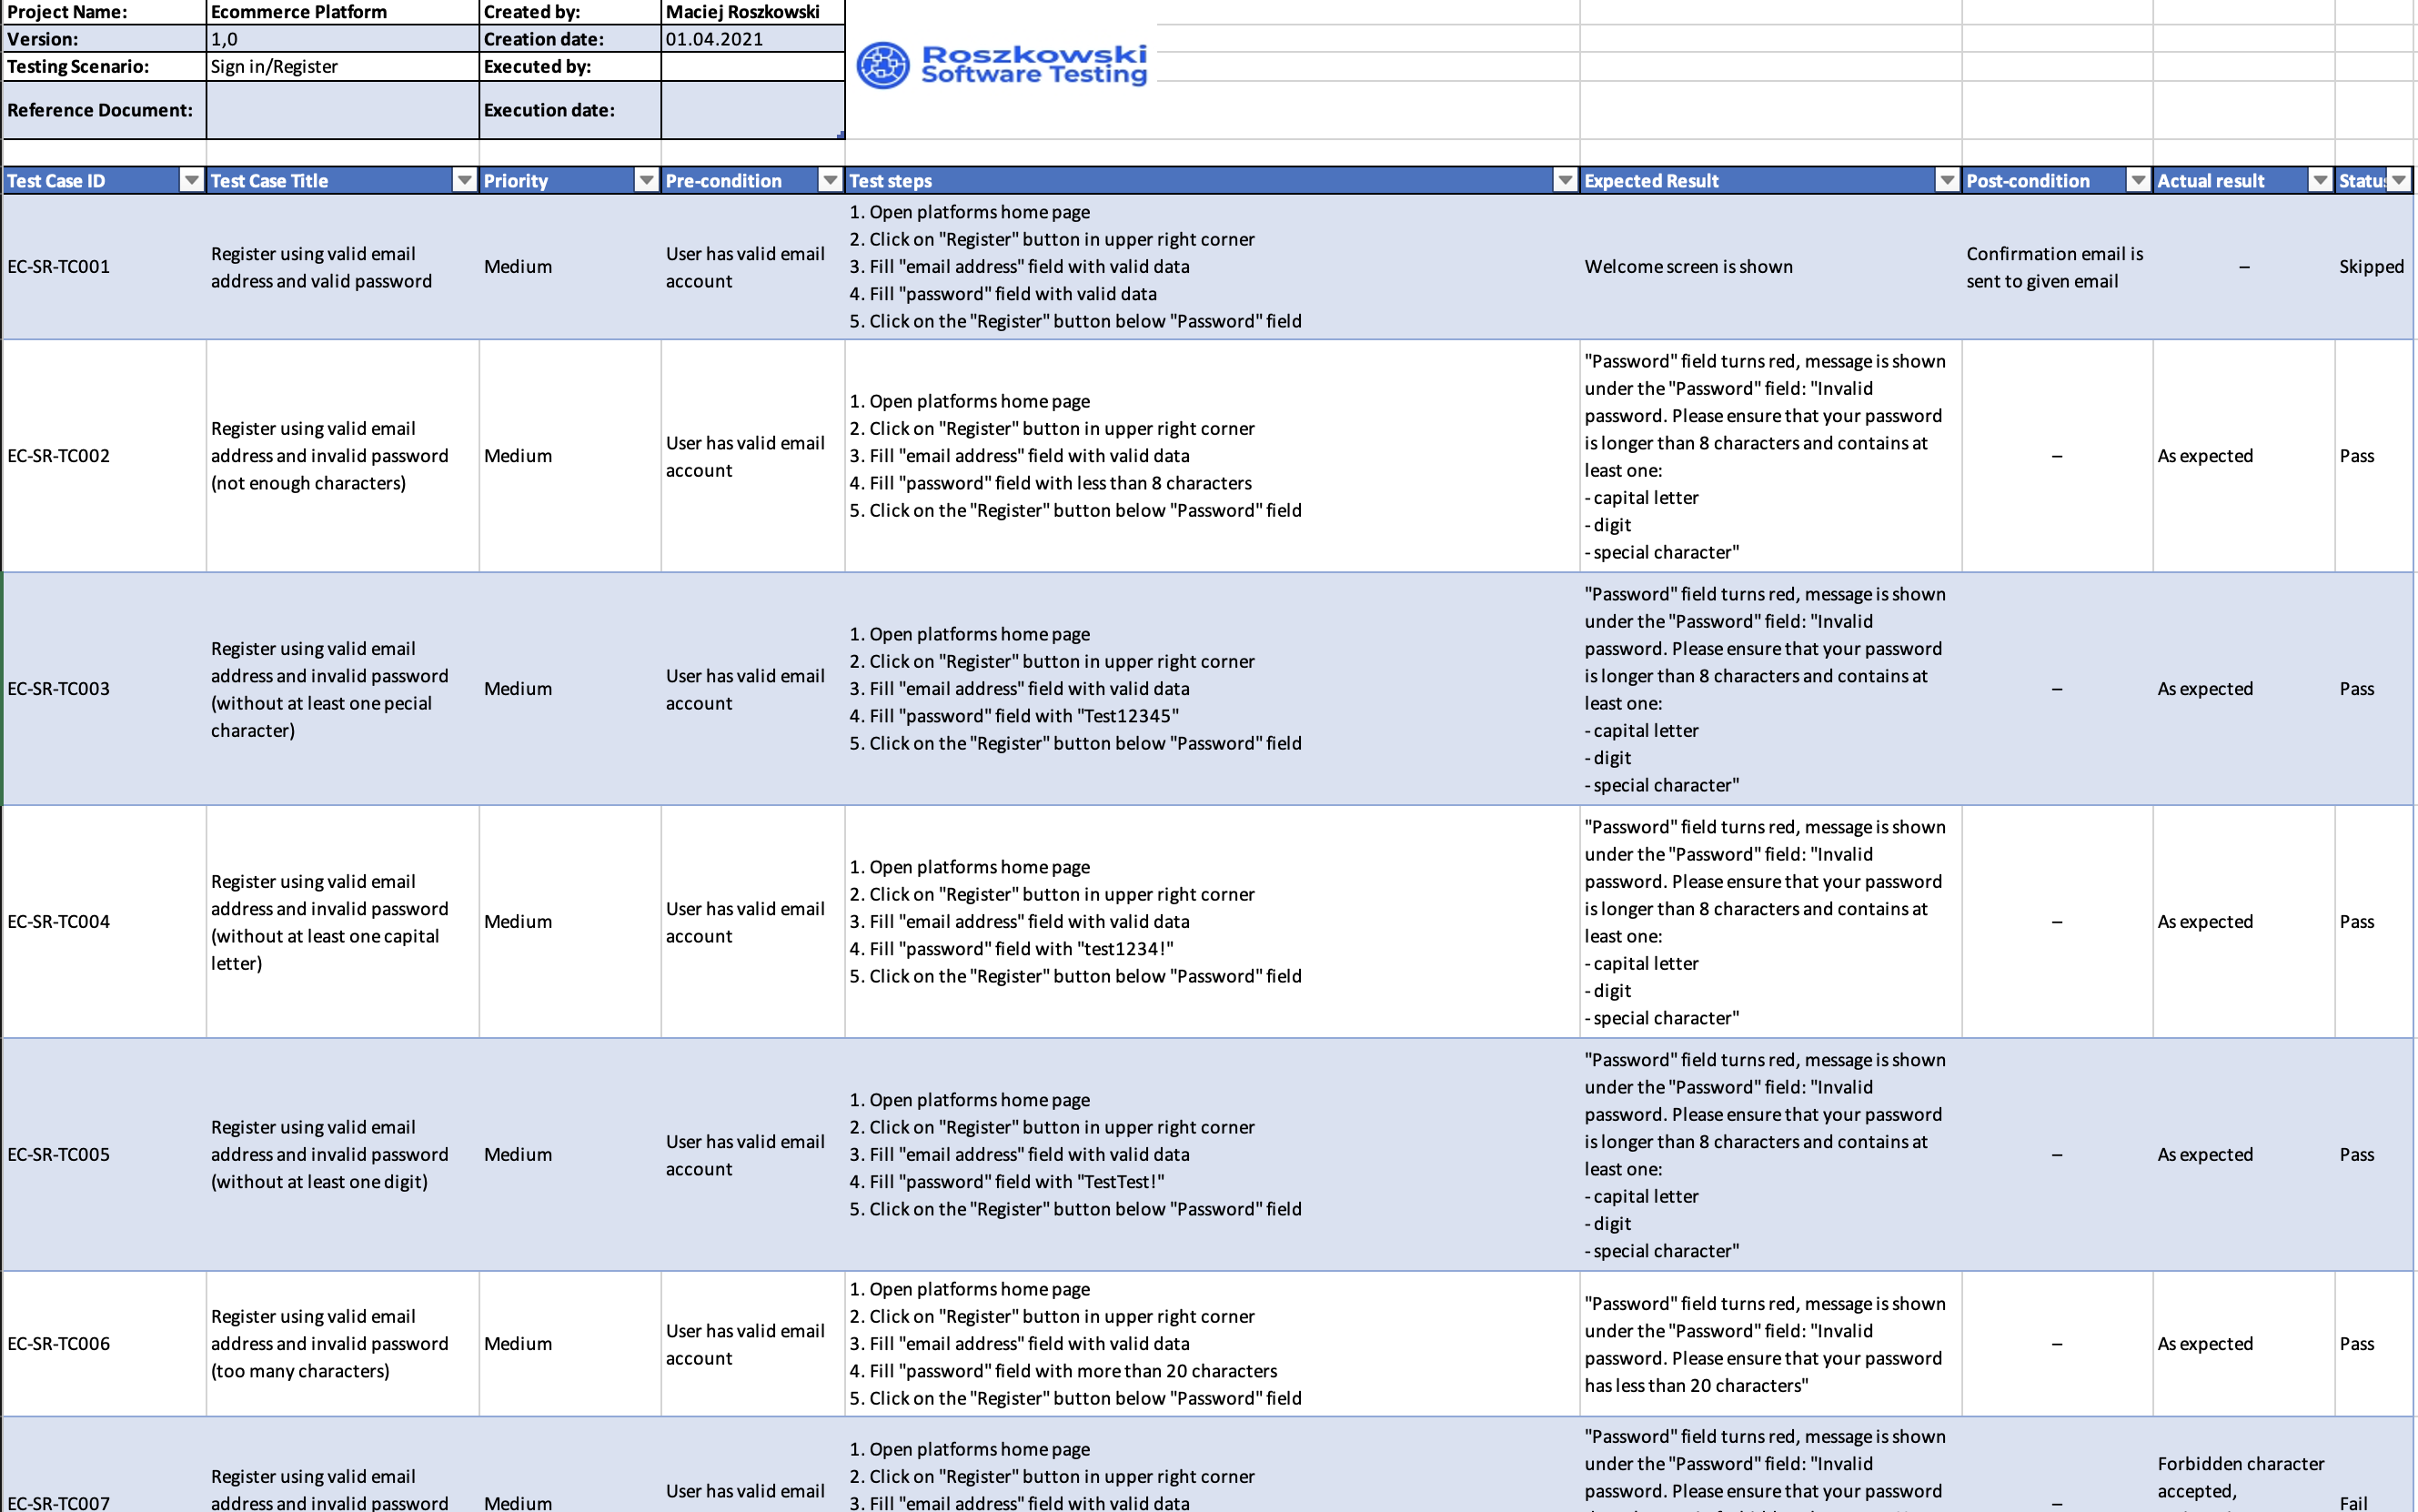 Project Name: Ecommerce Platform Created by: Maciej Roszkowski
Version: 1,0 Creation date: 01.04.2021
Testing Scenario: Sign in/Register Executed by:
Reference Document: Execution date:
Roszkowski
Software Testing
Test Case ID Test Case Title Priority Pre-condition Test steps Expected Result Post-condition Actual result Status
EC-SR-TC001
Register using valid email
address and valid password
Medium
User has valid email
account
1. Open platforms home page
2. Click on "Register" button in upper right corner
3. Fill "email address" field with valid data
4. Fill "password" field with valid data
5. Click on the "Register" button below "Password" field
Welcome screen is shown
Confirmation email is
sent to given email
–
Skipped
EC-SR-TC002
Register using valid email
address and invalid password
(not enough characters)
Medium
User has valid email
account
1. Open platforms home page
2. Click on "Register" button in upper right corner
3. Fill "email address" field with valid data
4. Fill "password" field with less than 8 characters
5. Click on the "Register" button below "Password" field
"Password" field turns red, message is shown
under the "Password" field: "Invalid
password. Please ensure that your password
is longer than 8 characters and contains at
least one:
- capital letter
- digit
- special character"
–
As expected
Pass
EC-SR-TC003
Register using valid email
address and invalid password
(without at least one pecial
character)
Medium
User has valid email
account
1. Open platforms home page
2. Click on "Register" button in upper right corner
3. Fill "email address" field with valid data
4. Fill "password" field with "Test12345"
5. Click on the "Register" button below "Password" field
"Password" field turns red, message is shown
under the "Password" field: "Invalid
password. Please ensure that your password
is longer than 8 characters and contains at
least one:
- capital letter
- digit
- special character"
–
As expected
Pass
EC-SR-TC004
Register using valid email
address and invalid password
(without at least one capital
letter)
Medium
User has valid email
account
1. Open platforms home page
2. Click on "Register" button in upper right corner
3. Fill "email address" field with valid data
4. Fill "password" field with "test1234!"
5. Click on the "Register" button below "Password" field
"Password" field turns red, message is shown
under the "Password" field: "Invalid
password. Please ensure that your password
is longer than 8 characters and contains at
least one:
- capital letter
- digit
- special character"
–
As expected
Pass
EC-SR-TC005
Register using valid email
address and invalid password
(without at least one digit)
Medium
User has valid email
account
1. Open platforms home page
2. Click on "Register" button in upper right corner
3. Fill "email address" field with valid data
4. Fill "password" field with "TestTest!"
5. Click on the "Register" button below "Password" field
"Password" field turns red, message is shown
under the "Password" field: "Invalid
password. Please ensure that your password
is longer than 8 characters and contains at
least one:
- capital letter
- digit
- special character"
–
As expected
Pass
EC-SR-TC006
Register using valid email
address and invalid password
(too many characters)
Medium
User has valid email
account
1. Open platforms home page
2. Click on "Register" button in upper right corner
3. Fill "email address" field with valid data
4. Fill "password" field with more than 20 characters
5. Click on the "Register" button below "Password" field
"Password" field turns red, message is shown
under the "Password" field: "Invalid
password. Please ensure that your password
has less than 20 characters"
–
As expected
Pass
EC-SR-TC007
Register using valid email
address and invalid password
Medium
User has valid email
1. Open platforms home page
2. Click on "Register" button in upper right corner
3. Fill "email address" field with valid data
"Password" field turns red, message is shown
under the "Password" field: "Invalid
password. Please ensure that your password
–
Forbidden character
accepted,
Fail